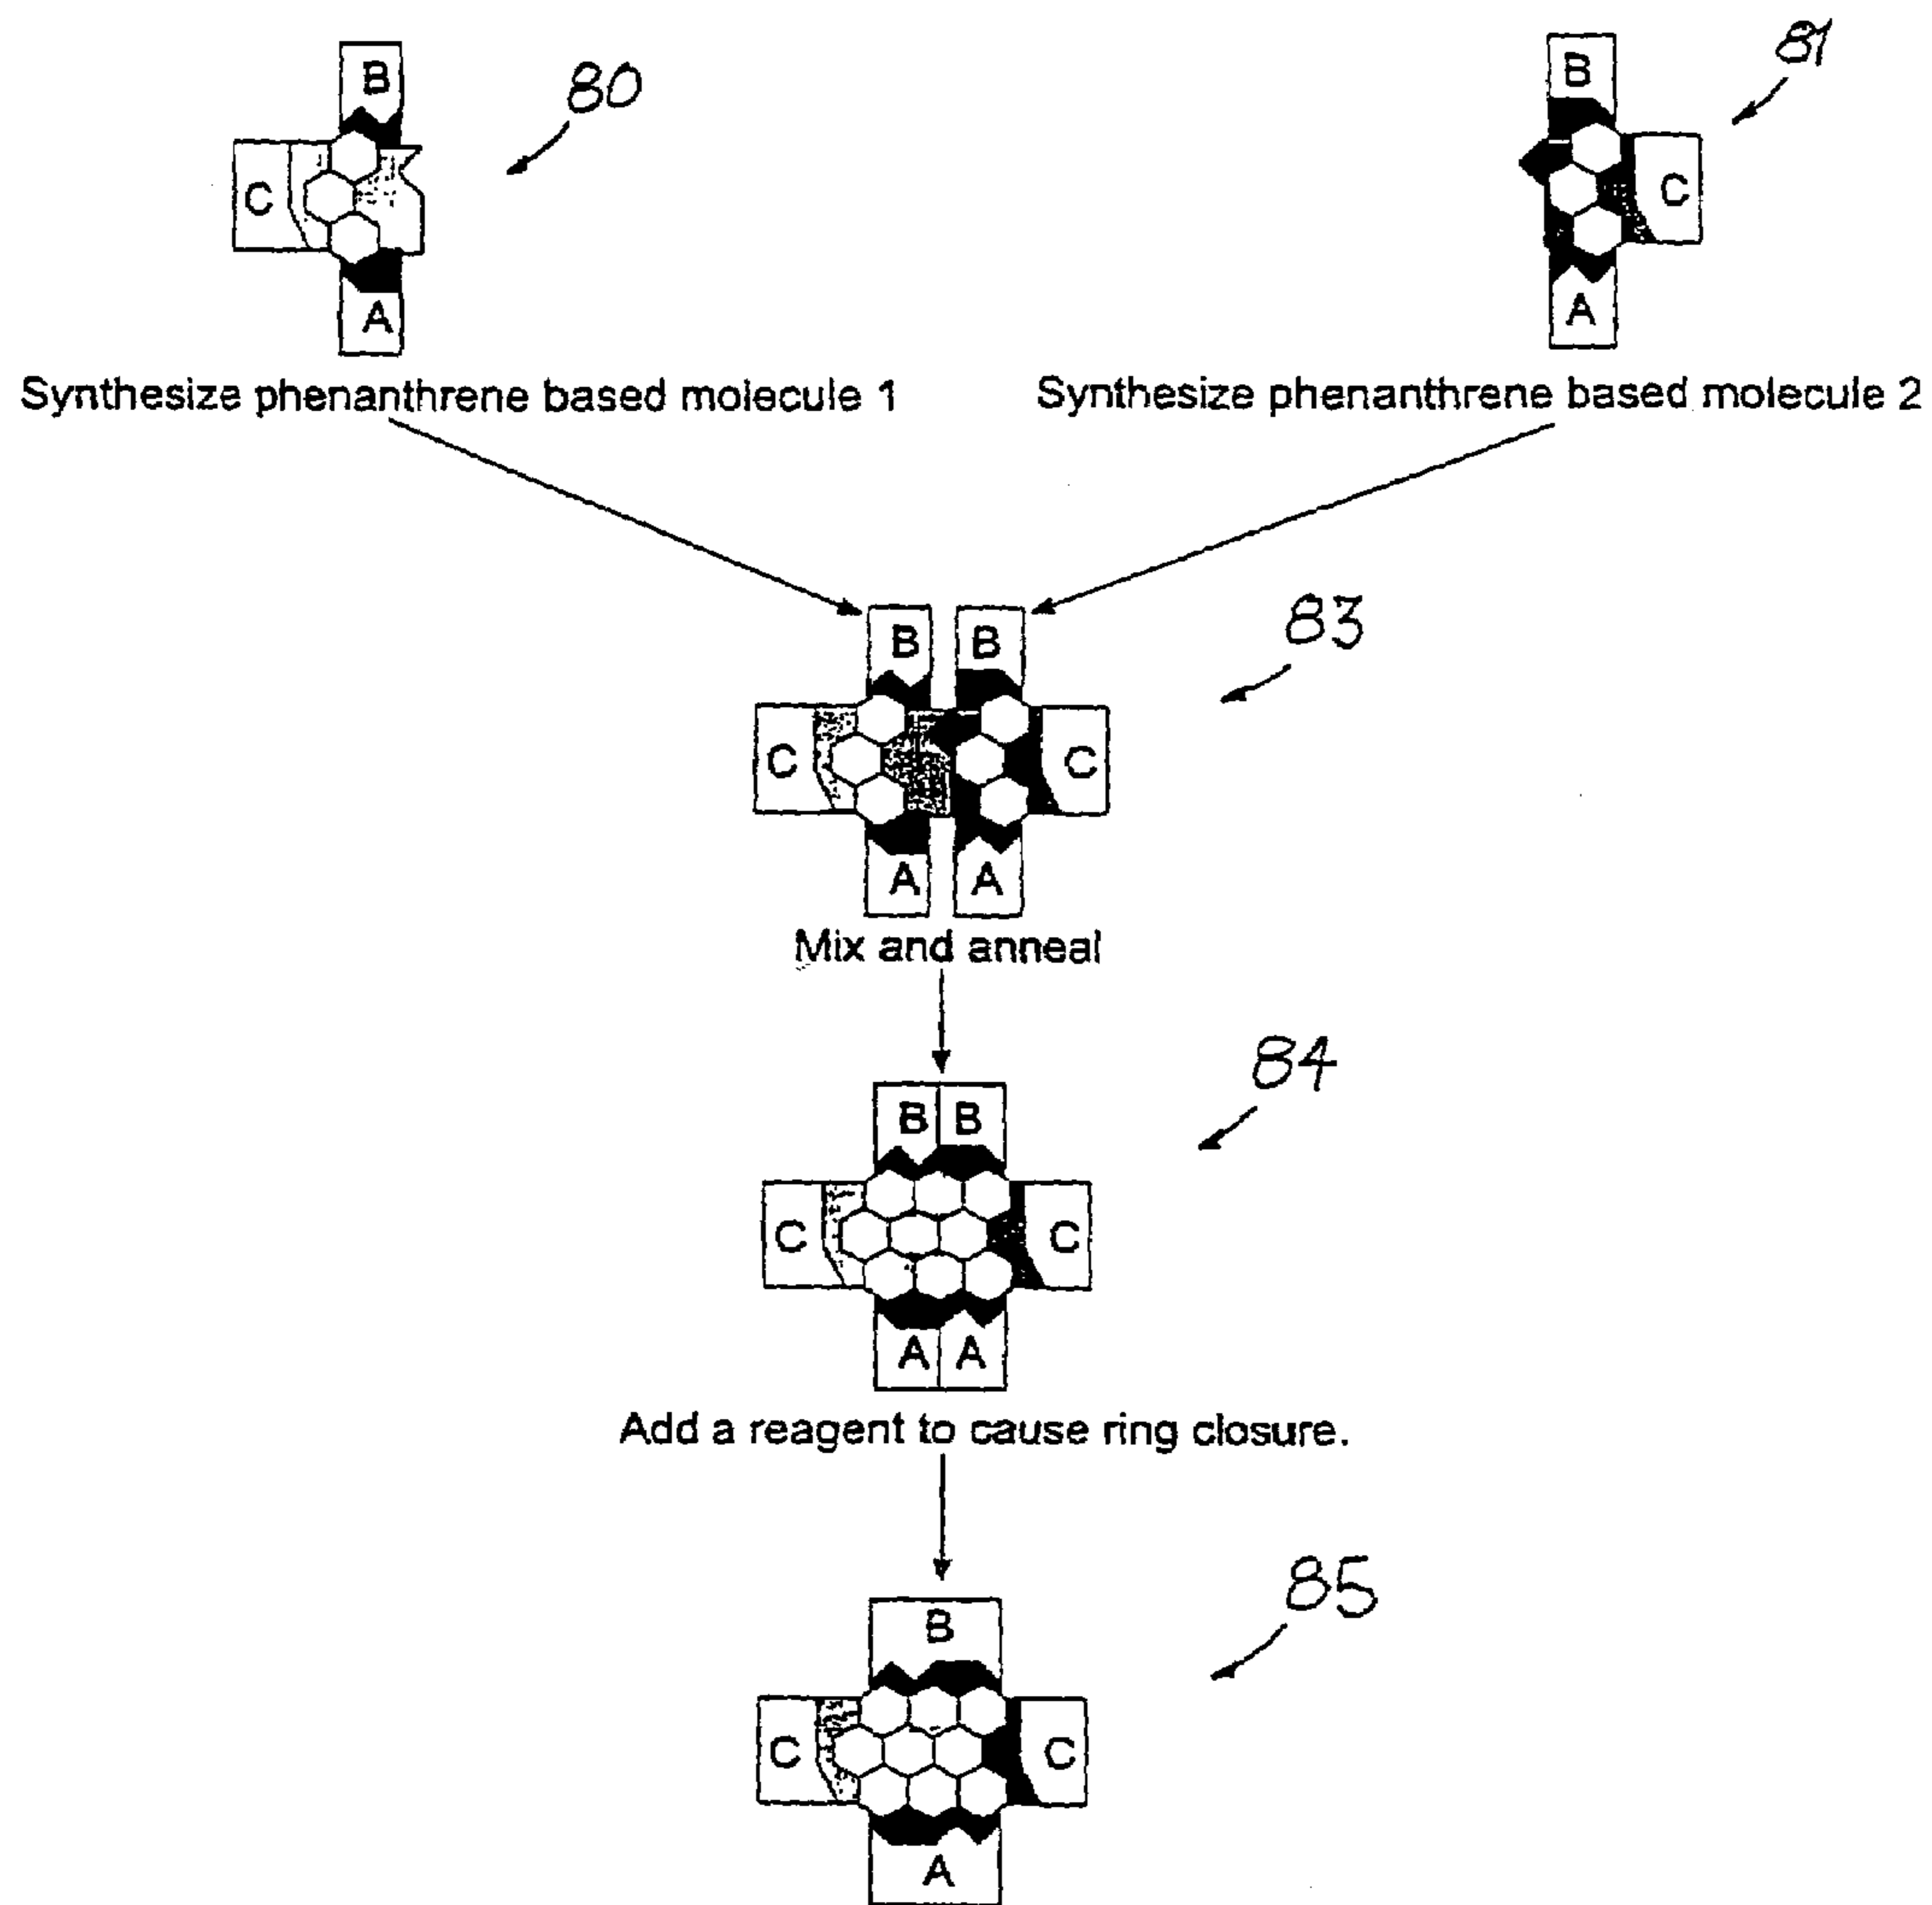 B
80
C
A
B
81
C
A
Synthesize phenanthrene based molecule 1
Synthesize phenanthrene based molecule 2
B B
83
C C
A A
Mix and anneal
84
B B
C C
A A
Add a reagent to cause ring closure.
85
B
C C
A